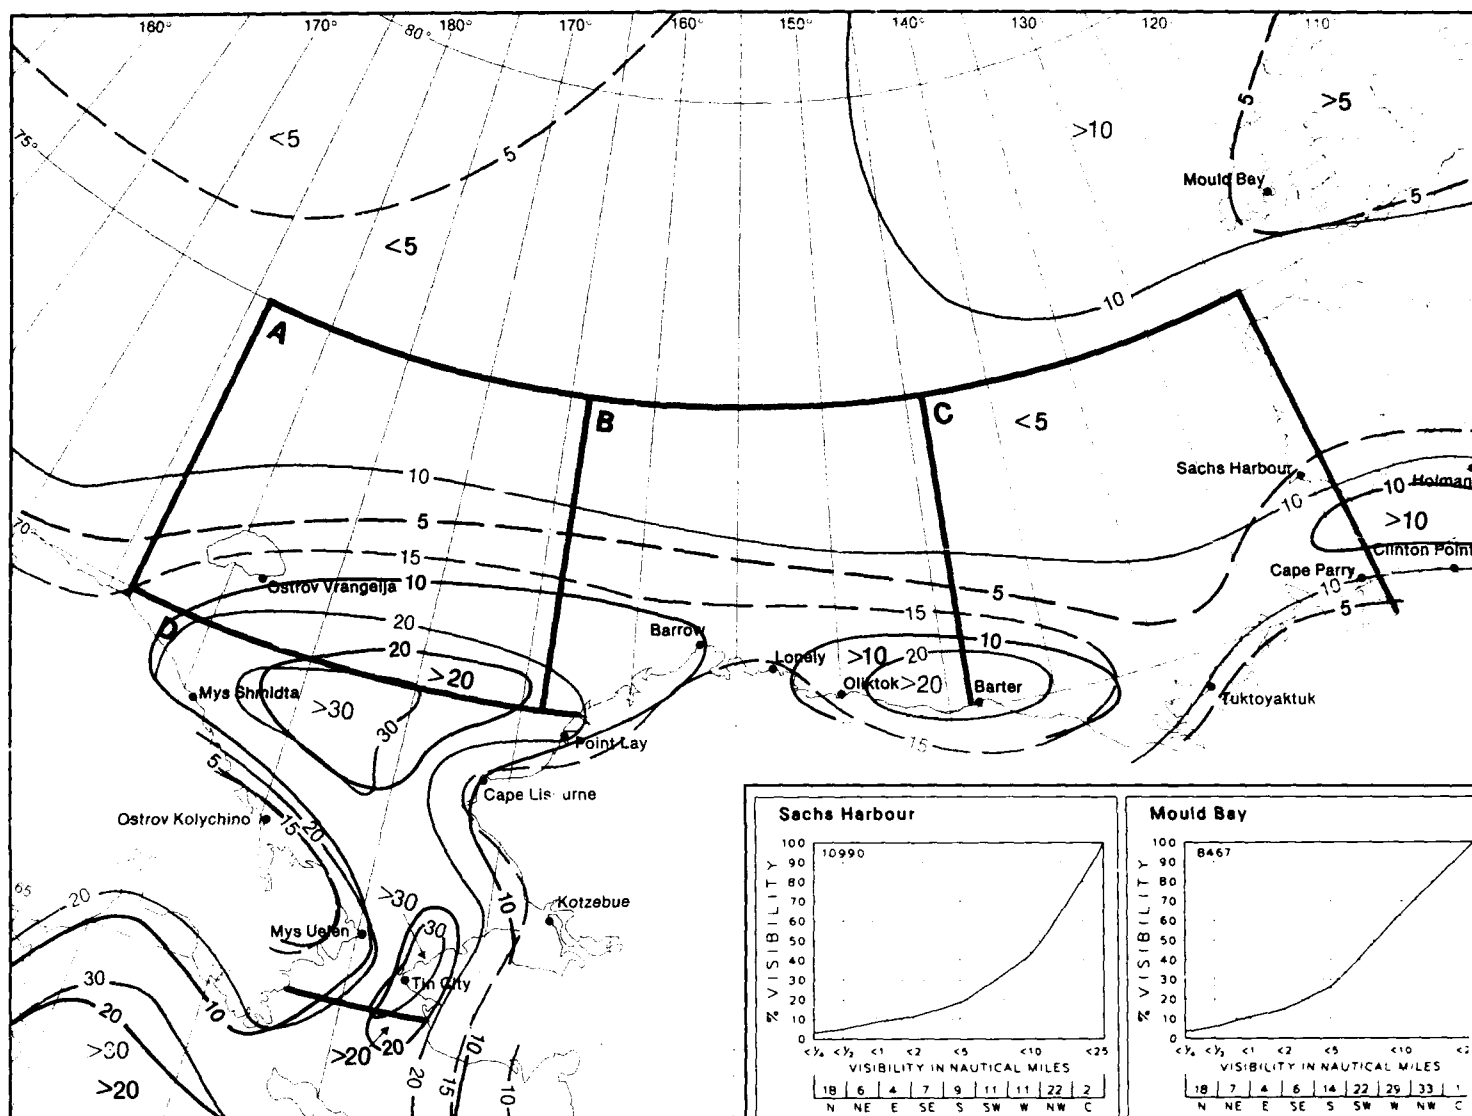 160° 170° 180° 170° 160° 150° 140° 130° 120° 110
80°
75°
<5
5
>10
5
>5
Mould Bay
5
<5
10
A
B
C
<5
Sachs Harbour
10
Holman
10
10
>10
5
15
70°
Clinton Point
Cape Parry
10
5
Ostrov Vrangelja
10
5
15
D
20
Barrow
10
20
>10
20
Lonely
>20
Oliktok
>20
Barter
Mys Shmidta
>30
30
Tuktoyaktuk
Point Lay
15
5
Cape Lisburne
Ostrov Kolychino
15
20
65
20
>30
10
Kotzebue
Mys Uelen
30
Tin City
30
10
20
>20
20
>30
>20
20
15
10
10
Sachs Harbour
10990
100
90
80
70
60
50
40
30
20
10
0
% VISIBILITY
<¼ <½ <1 <2 <5 <10 <25
VISIBILITY IN NAUTICAL MILES
18 6 4 7 9 11 11 22 2
N NE E SE S SW W NW C
Mould Bay
8467
100
90
80
70
60
50
40
30
20
10
0
% VISIBILITY
<¼ <½ <1 <2 <5 <10 <2
VISIBILITY IN NAUTICAL MILES
18 7 4 6 14 22 29 33 1
N NE E SE S SW W NW C